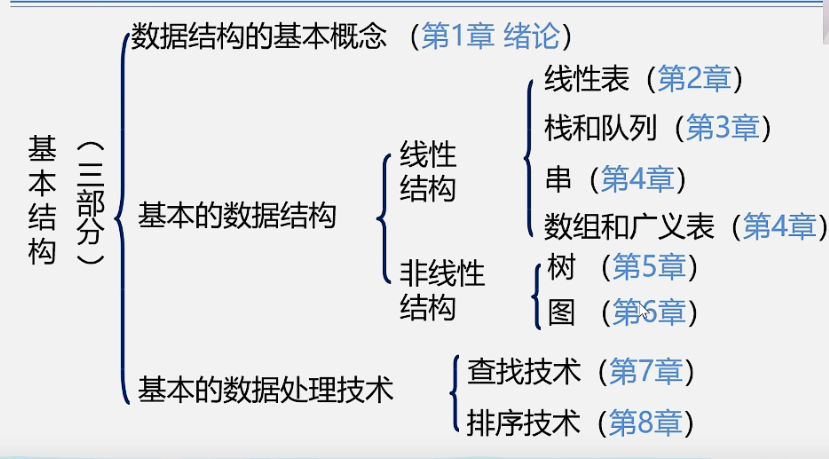 基本结构
（三部分）
数据结构的基本概念（第1章 绪论）
基本的数据结构
线性
结构
线性表（第2章）
栈和队列（第3章）
串（第4章）
数组和广义表（第4章）
非线性
结构
树（第5章）
图（第6章）
基本的数据处理技术
查找技术（第7章）
排序技术（第8章）